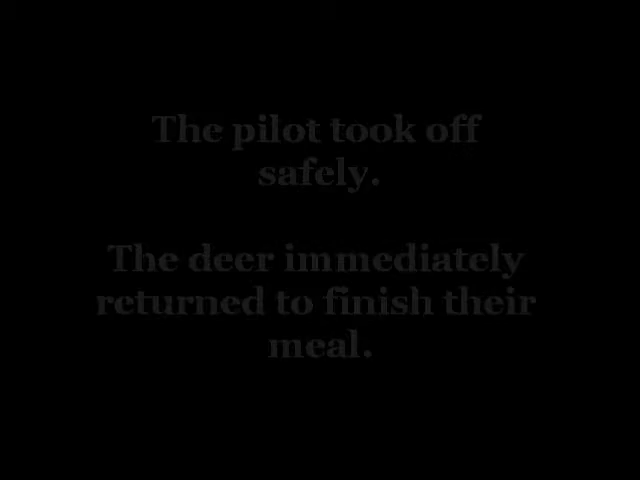 The pilot took off
safely.
The deer immediately
returned to finish their
meal.